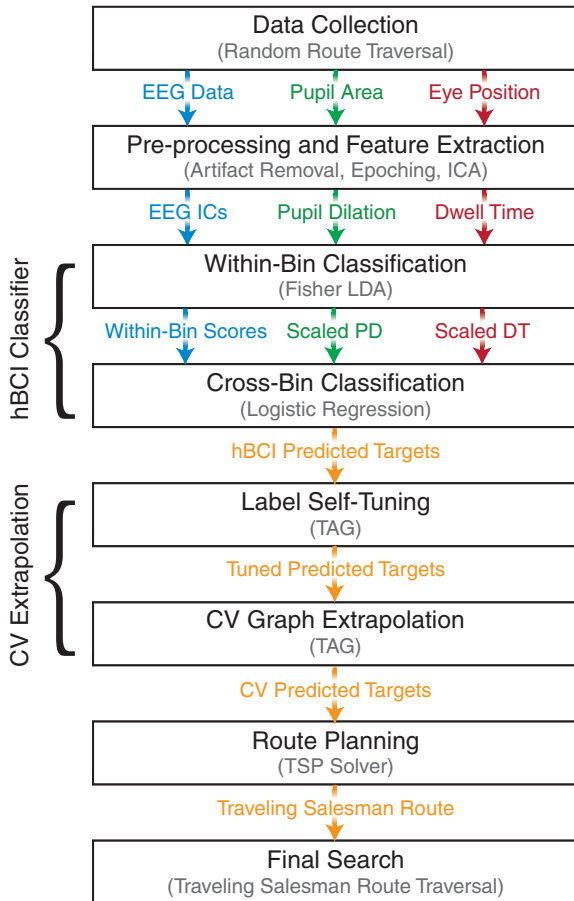 Data Collection
(Random Route Traversal)
EEG Data
Pupil Area
Eye Position
Pre-processing and Feature Extraction
(Artifact Removal, Epoching, ICA)
EEG ICs
Pupil Dilation
Dwell Time
hBCI Classifier
Within-Bin Classification
(Fisher LDA)
Within-Bin Scores
Scaled PD
Scaled DT
Cross-Bin Classification
(Logistic Regression)
hBCI Predicted Targets
CV Extrapolation
Label Self-Tuning
(TAG)
Tuned Predicted Targets
CV Graph Extrapolation
(TAG)
CV Predicted Targets
Route Planning
(TSP Solver)
Traveling Salesman Route
Final Search
(Traveling Salesman Route Traversal)